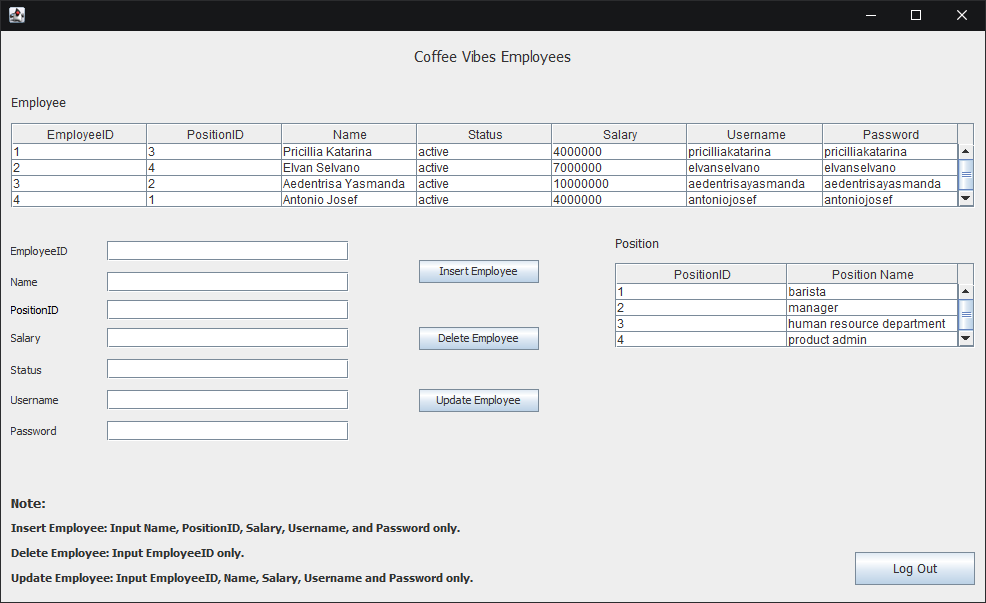 Coffee Vibes Employees
Employee
EmployeeID PositionID Name Status Salary Username Password
1 3 Pricillia Katarina active 4000000 pricilliakatarina pricilliakatarina
2 4 Elvan Selvano active 7000000 elvanselvano elvanselvano
3 2 Aedentrisa Yasmanda active 10000000 aedentrisayasmanda aedentrisayasmanda
4 1 Antonio Josef active 4000000 antoniojosef antoniojosef
EmployeeID
Name
PositionID
Salary
Status
Username
Password
Insert Employee
Delete Employee
Update Employee
Position
PositionID Position Name
1 barista
2 manager
3 human resource department
4 product admin
Note:
Insert Employee: Input Name, PositionID, Salary, Username, and Password only.
Delete Employee: Input EmployeeID only.
Update Employee: Input EmployeeID, Name, Salary, Username and Password only.
Log Out